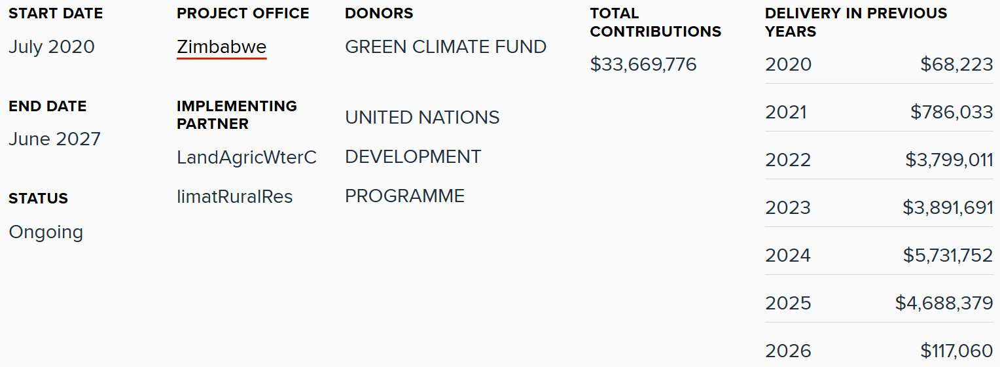 START DATE
July 2020
END DATE
June 2027
STATUS
Ongoing
PROJECT OFFICE
Zimbabwe
IMPLEMENTING
PARTNER
LandAgricWterC
limatRuralRes
DONORS
GREEN CLIMATE FUND
UNITED NATIONS
DEVELOPMENT
PROGRAMME
TOTAL
CONTRIBUTIONS
$33,669,776
DELIVERY IN PREVIOUS
YEARS
2020 $68,223
2021 $786,033
2022 $3,799,011
2023 $3,891,691
2024 $5,731,752
2025 $4,688,379
2026 $117,060